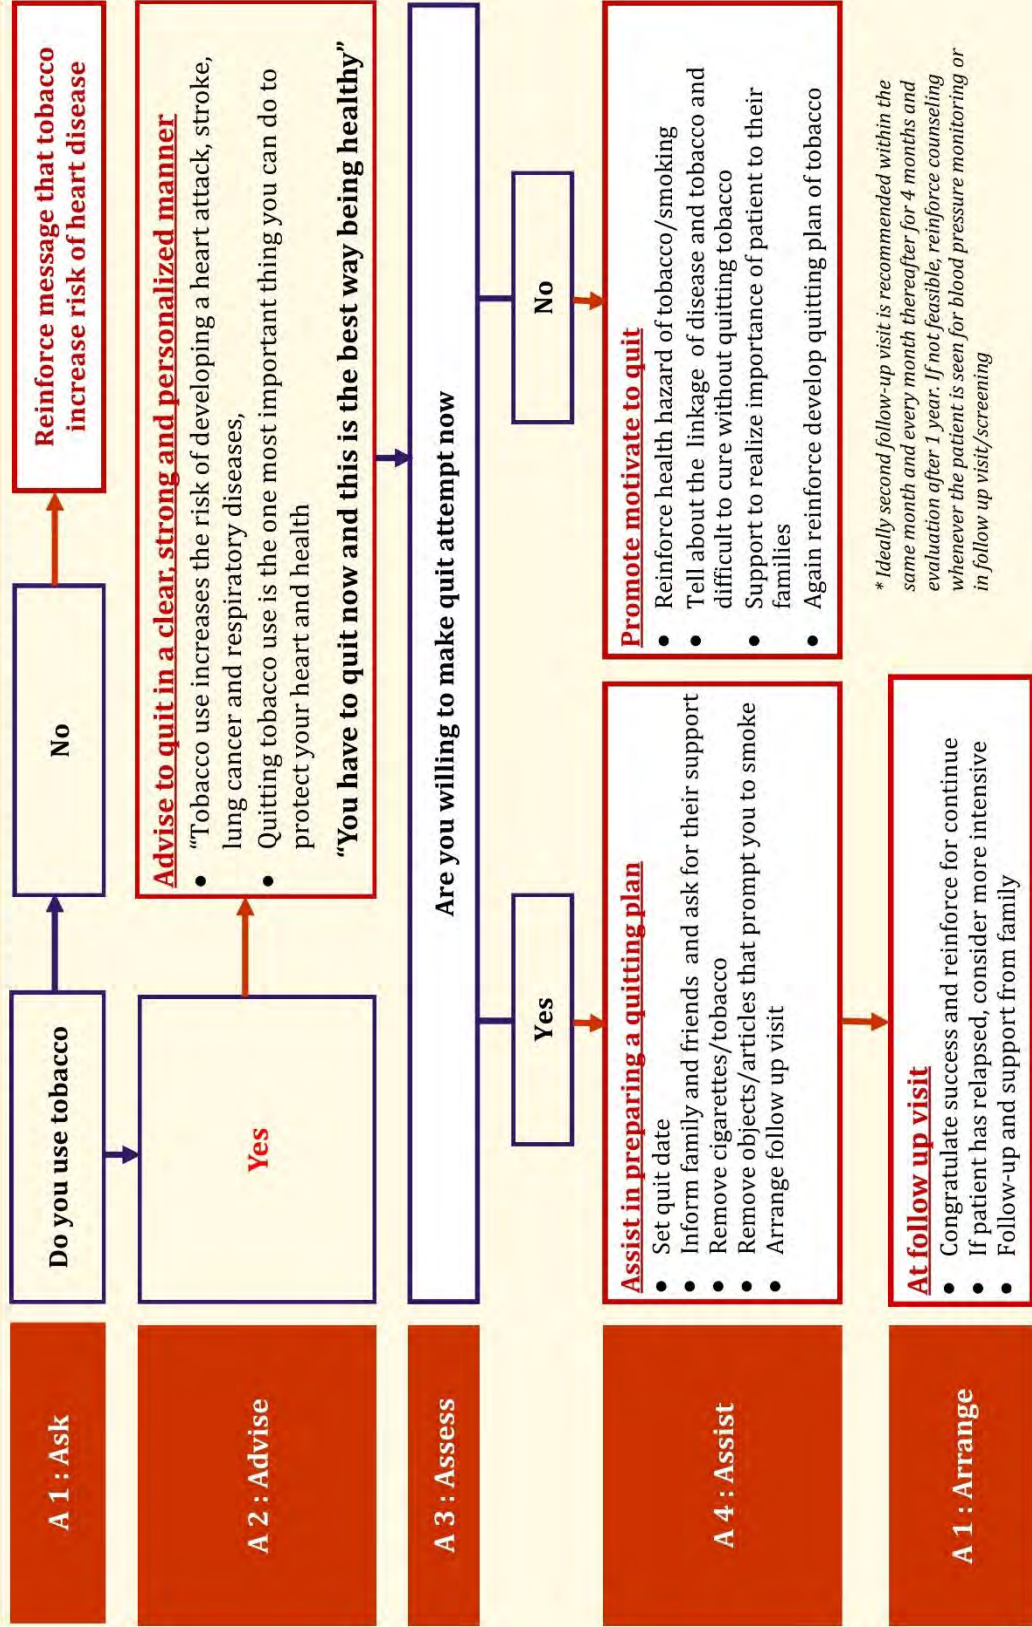 A 1 : Ask
Do you use tobacco
No
Reinforce message that tobacco
increase risk of heart disease
A 2 : Advise
Yes
Advise to quit in a clear, strong and personalized manner
• “Tobacco use increases the risk of developing a heart attack, stroke,
lung cancer and respiratory diseases,
• Quitting tobacco use is the one most important thing you can do to
protect your heart and health
“You have to quit now and this is the best way being healthy”
A 3 : Assess
Are you willing to make quit attempt now
Yes
No
A 4 : Assist
Assist in preparing a quitting plan
• Set quit date
• Inform family and friends and ask for their support
• Remove cigarettes/tobacco
• Remove objects/articles that prompt you to smoke
• Arrange follow up visit
Promote motivate to quit
• Reinforce health hazard of tobacco/smoking
• Tell about the linkage of disease and tobacco and
difficult to cure without quitting tobacco
• Support to realize importance of patient to their
families
• Again reinforce develop quitting plan of tobacco
A 1 : Arrange
At follow up visit
• Congratulate success and reinforce for continue
• If patient has relapsed, consider more intensive
• Follow-up and support from family
* Ideally second follow-up visit is recommended within the
same month and every month thereafter for 4 months and
evaluation after 1 year. If not feasible, reinforce counseling
whenever the patient is seen for blood pressure monitoring or
in follow up visit/screening